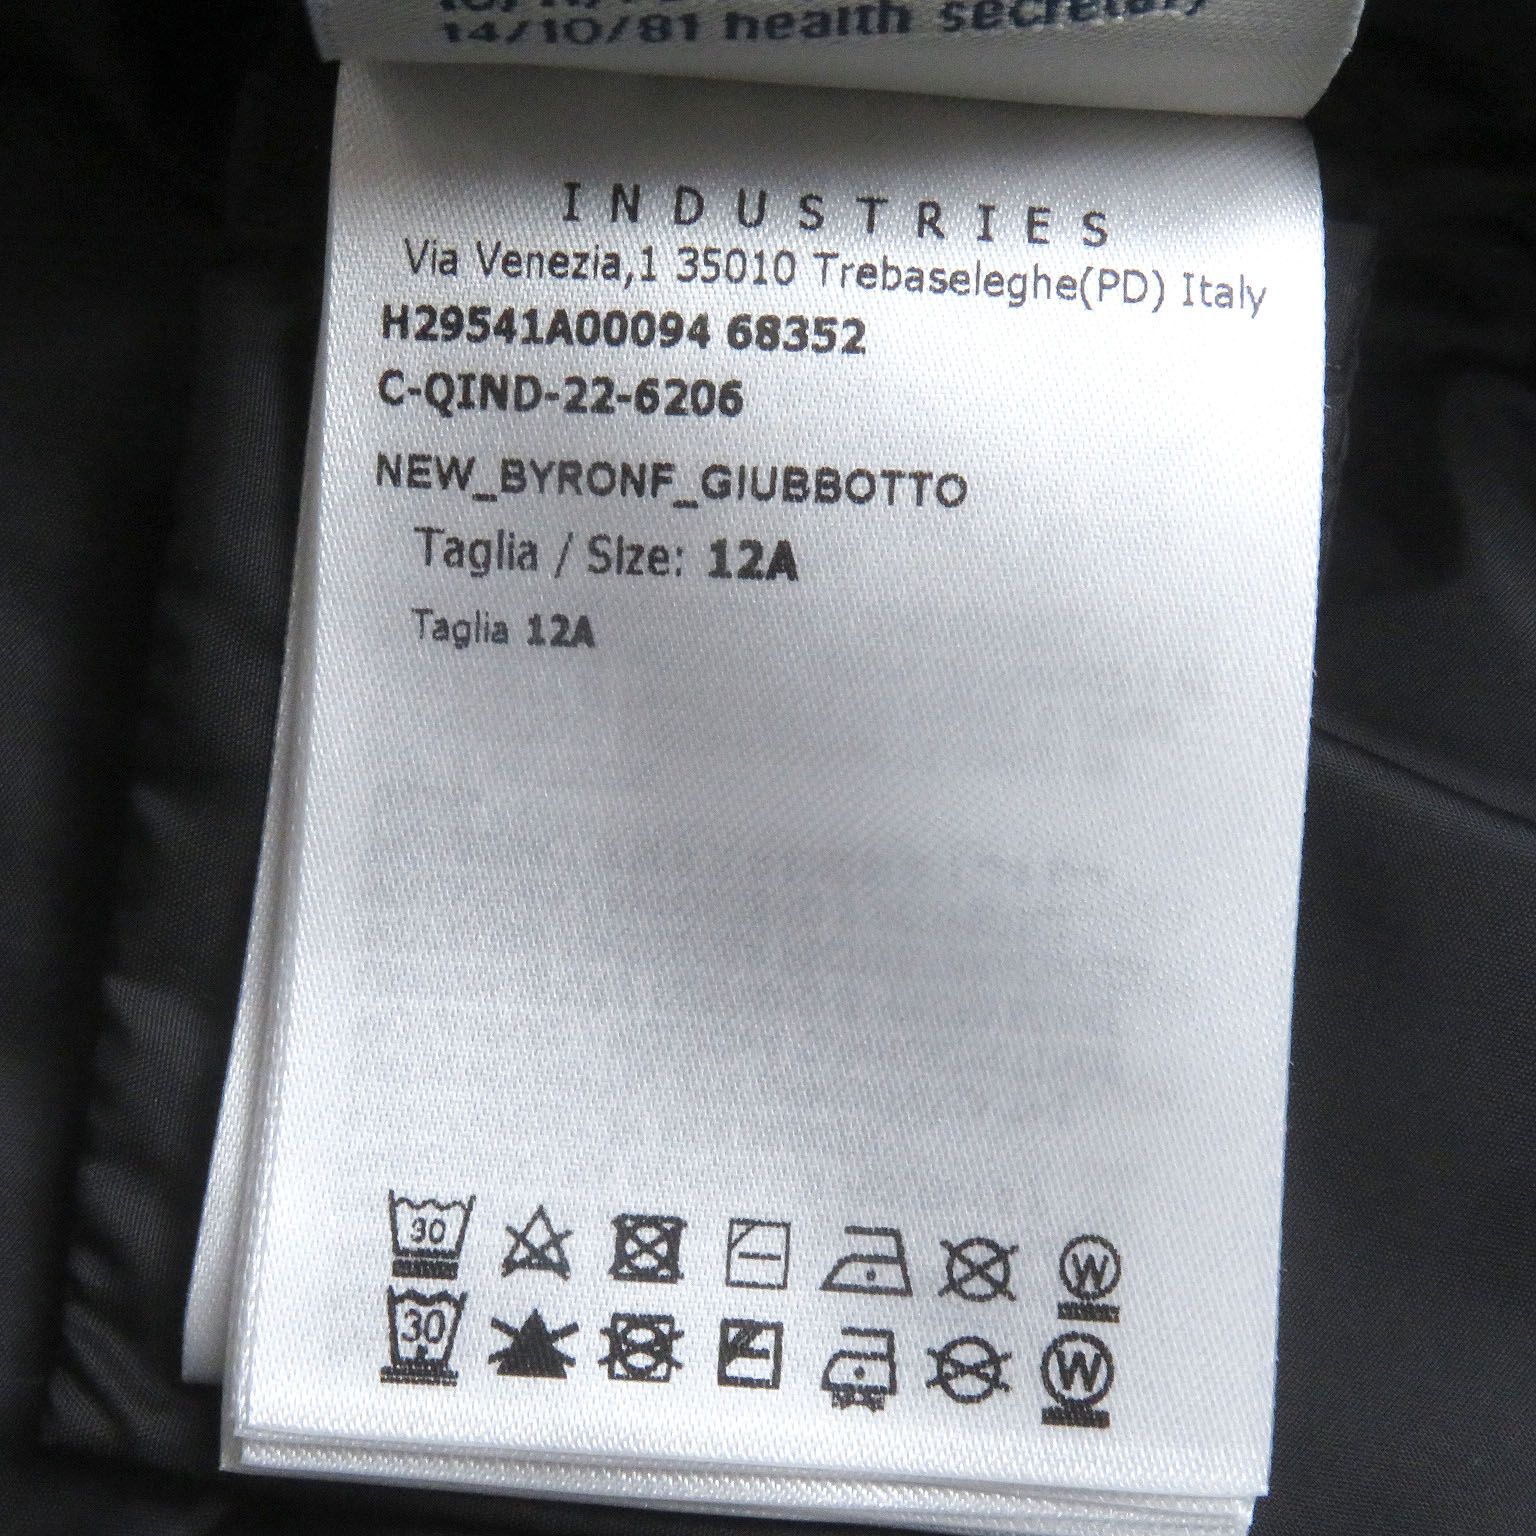 14/10/81 health secretary
INDUSTRIES
Via Venezia,1 35010 Trebaseleghe(PD) Italy
H29541A00094 68352
C-QIND-22-6206
NEW_BYRONF_GIUBBOTTO
Taglia / SIze: 12A
Taglia 12A
30 W
30 W